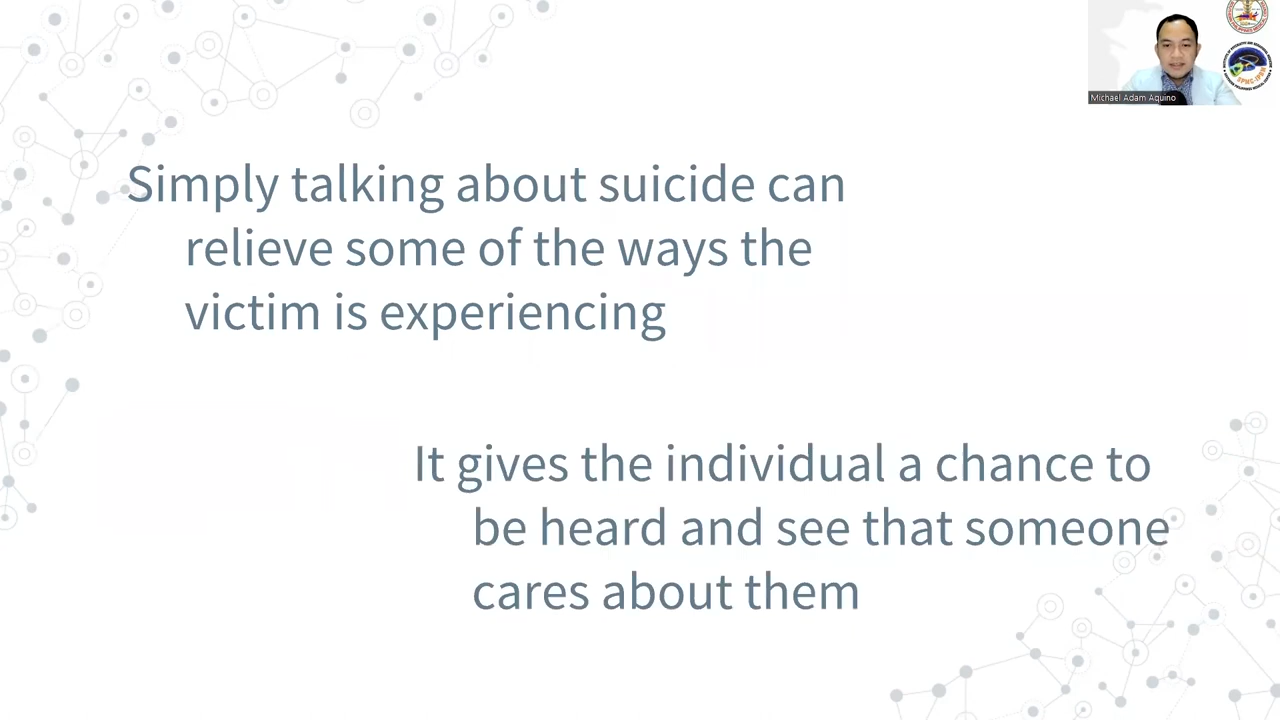 Michael Adam Aquino
Simply talking about suicide can
relieve some of the ways the
victim is experiencing
It gives the individual a chance to
be heard and see that someone
cares about them